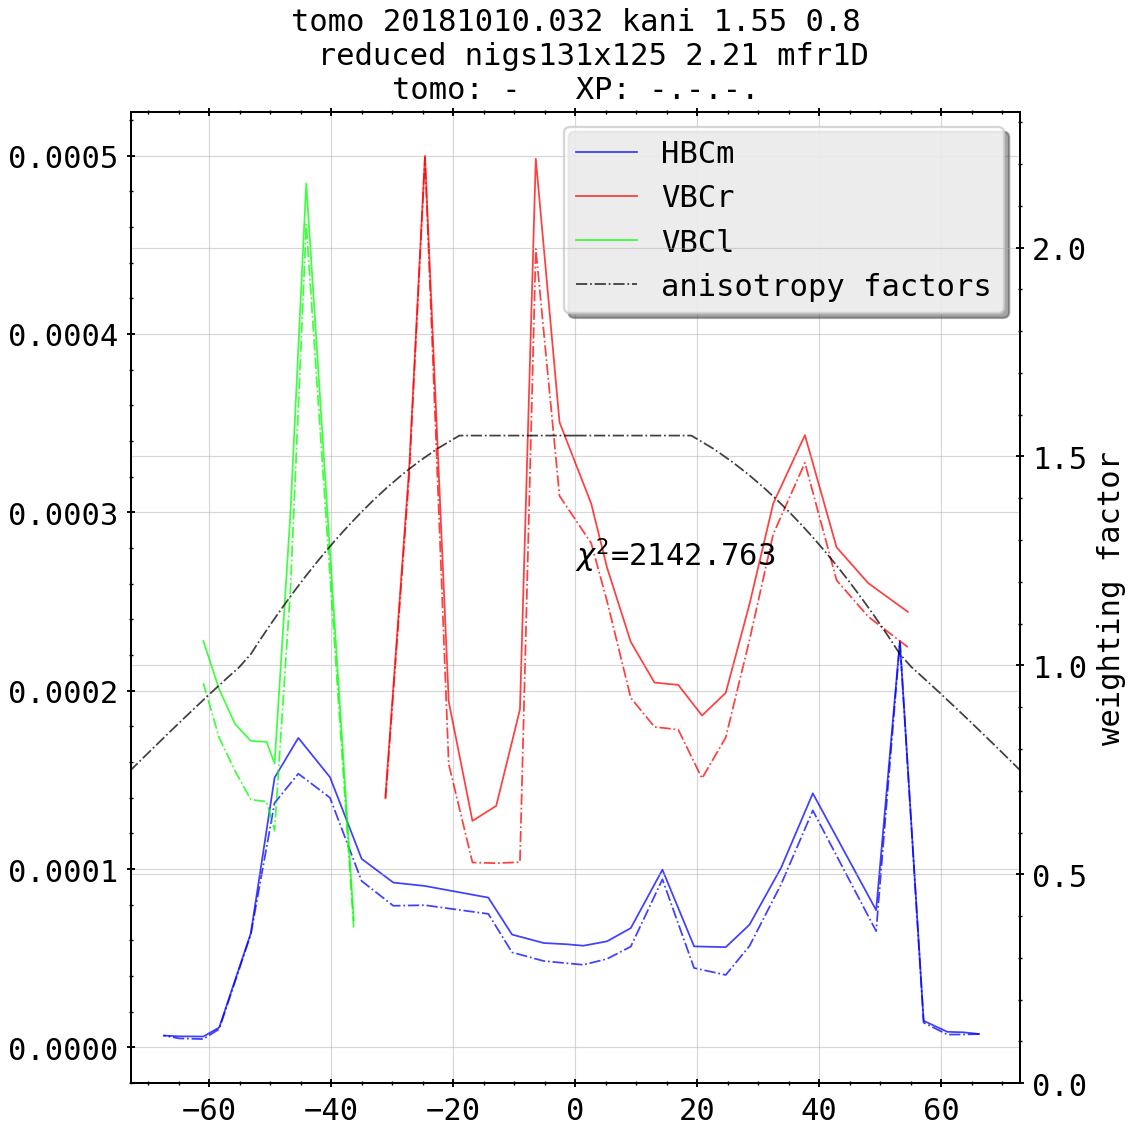 tomo 20181010.032 kani 1.55 0.8
reduced nigs131x125 2.21 mfr1D
tomo: -   XP: -.-.-.
HBCm
VBCr
VBCl
anisotropy factors
χ²=2142.763
0.0005
0.0004
0.0003
0.0002
0.0001
0.0000
2.0
1.5
1.0
0.5
0.0
weighting factor
−60 −40 −20 0 20 40 60